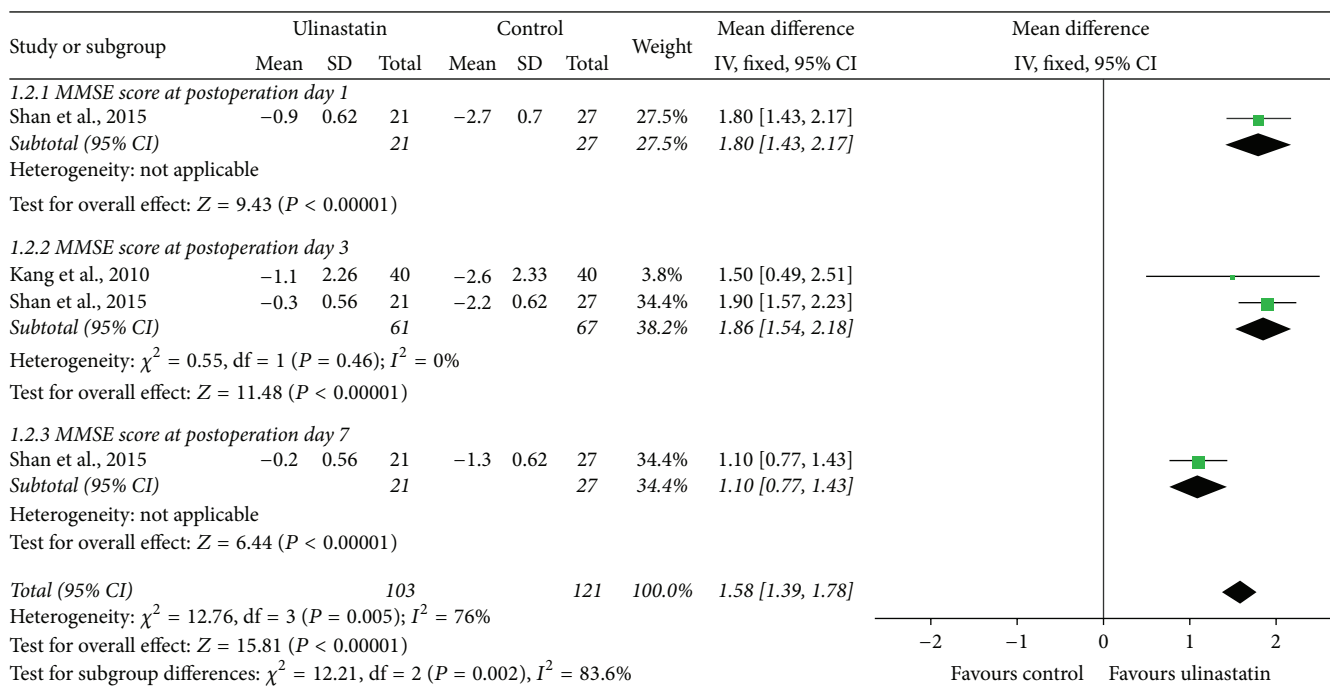 Study or subgroup Ulinastatin Control Weight Mean difference Mean difference
Mean SD Total Mean SD Total IV, fixed, 95% CI IV, fixed, 95% CI
1.2.1 MMSE score at postoperation day 1
Shan et al., 2015 −0.9 0.62 21 −2.7 0.7 27 27.5% 1.80 [1.43, 2.17]
Subtotal (95% CI) 21 27 27.5% 1.80 [1.43, 2.17]
Heterogeneity: not applicable
Test for overall effect: Z = 9.43 (P < 0.00001)
1.2.2 MMSE score at postoperation day 3
Kang et al., 2010 −1.1 2.26 40 −2.6 2.33 40 3.8% 1.50 [0.49, 2.51]
Shan et al., 2015 −0.3 0.56 21 −2.2 0.62 27 34.4% 1.90 [1.57, 2.23]
Subtotal (95% CI) 61 67 38.2% 1.86 [1.54, 2.18]
Heterogeneity: χ² = 0.55, df = 1 (P = 0.46); I² = 0%
Test for overall effect: Z = 11.48 (P < 0.00001)
1.2.3 MMSE score at postoperation day 7
Shan et al., 2015 −0.2 0.56 21 −1.3 0.62 27 34.4% 1.10 [0.77, 1.43]
Subtotal (95% CI) 21 27 34.4% 1.10 [0.77, 1.43]
Heterogeneity: not applicable
Test for overall effect: Z = 6.44 (P < 0.00001)
Total (95% CI) 103 121 100.0% 1.58 [1.39, 1.78]
Heterogeneity: χ² = 12.76, df = 3 (P = 0.005); I² = 76%
Test for overall effect: Z = 15.81 (P < 0.00001)
Test for subgroup differences: χ² = 12.21, df = 2 (P = 0.002), I² = 83.6%
−2 −1 0 1 2
Favours control Favours ulinastatin